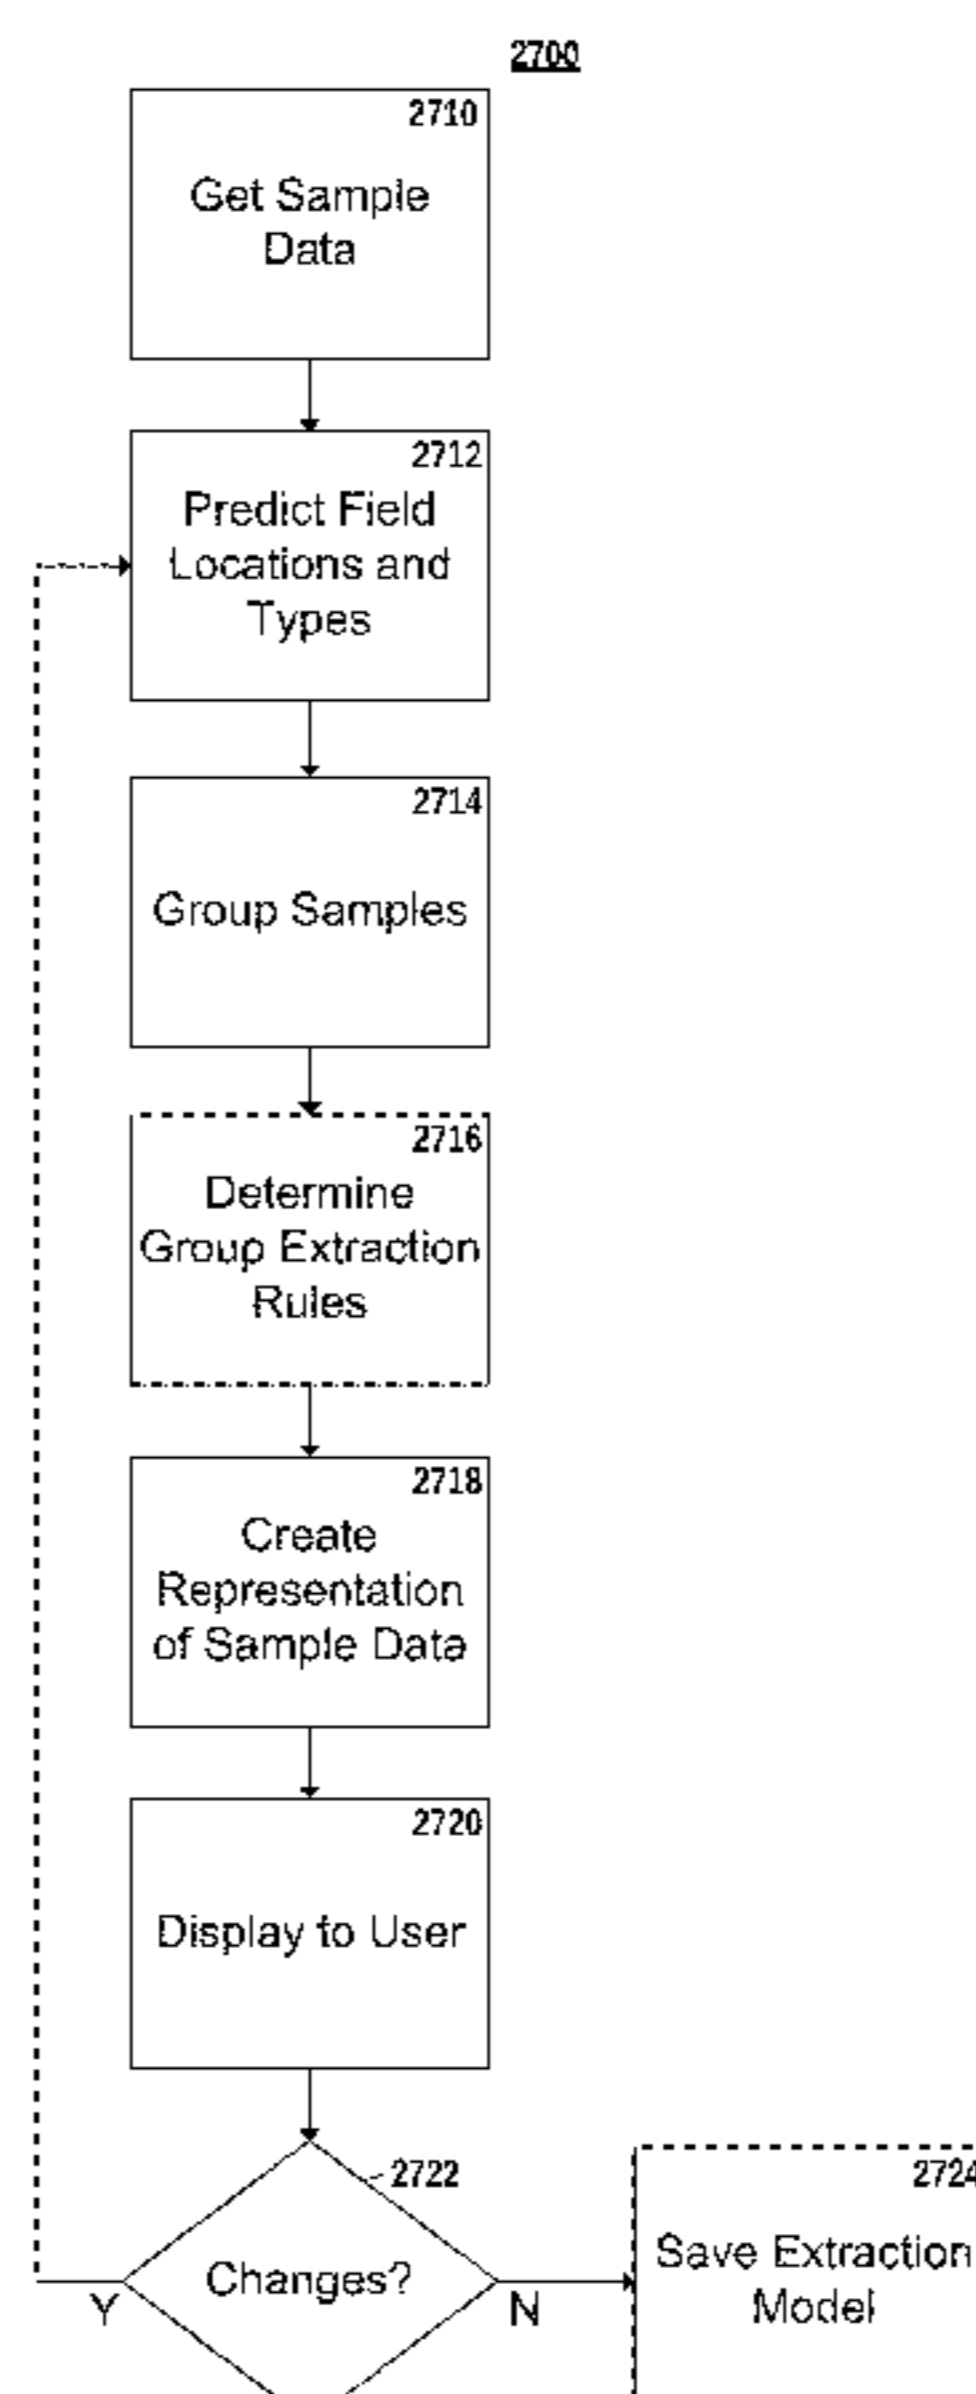 2700
2710
Get Sample
Data
2712
Predict Field
Locations and
Types
2714
Group Samples
2716
Determine
Group Extraction
Rules
2718
Create
Representation
of Sample Data
2720
Display to User
2722
Changes?
Y
N
2724
Save Extraction
Model